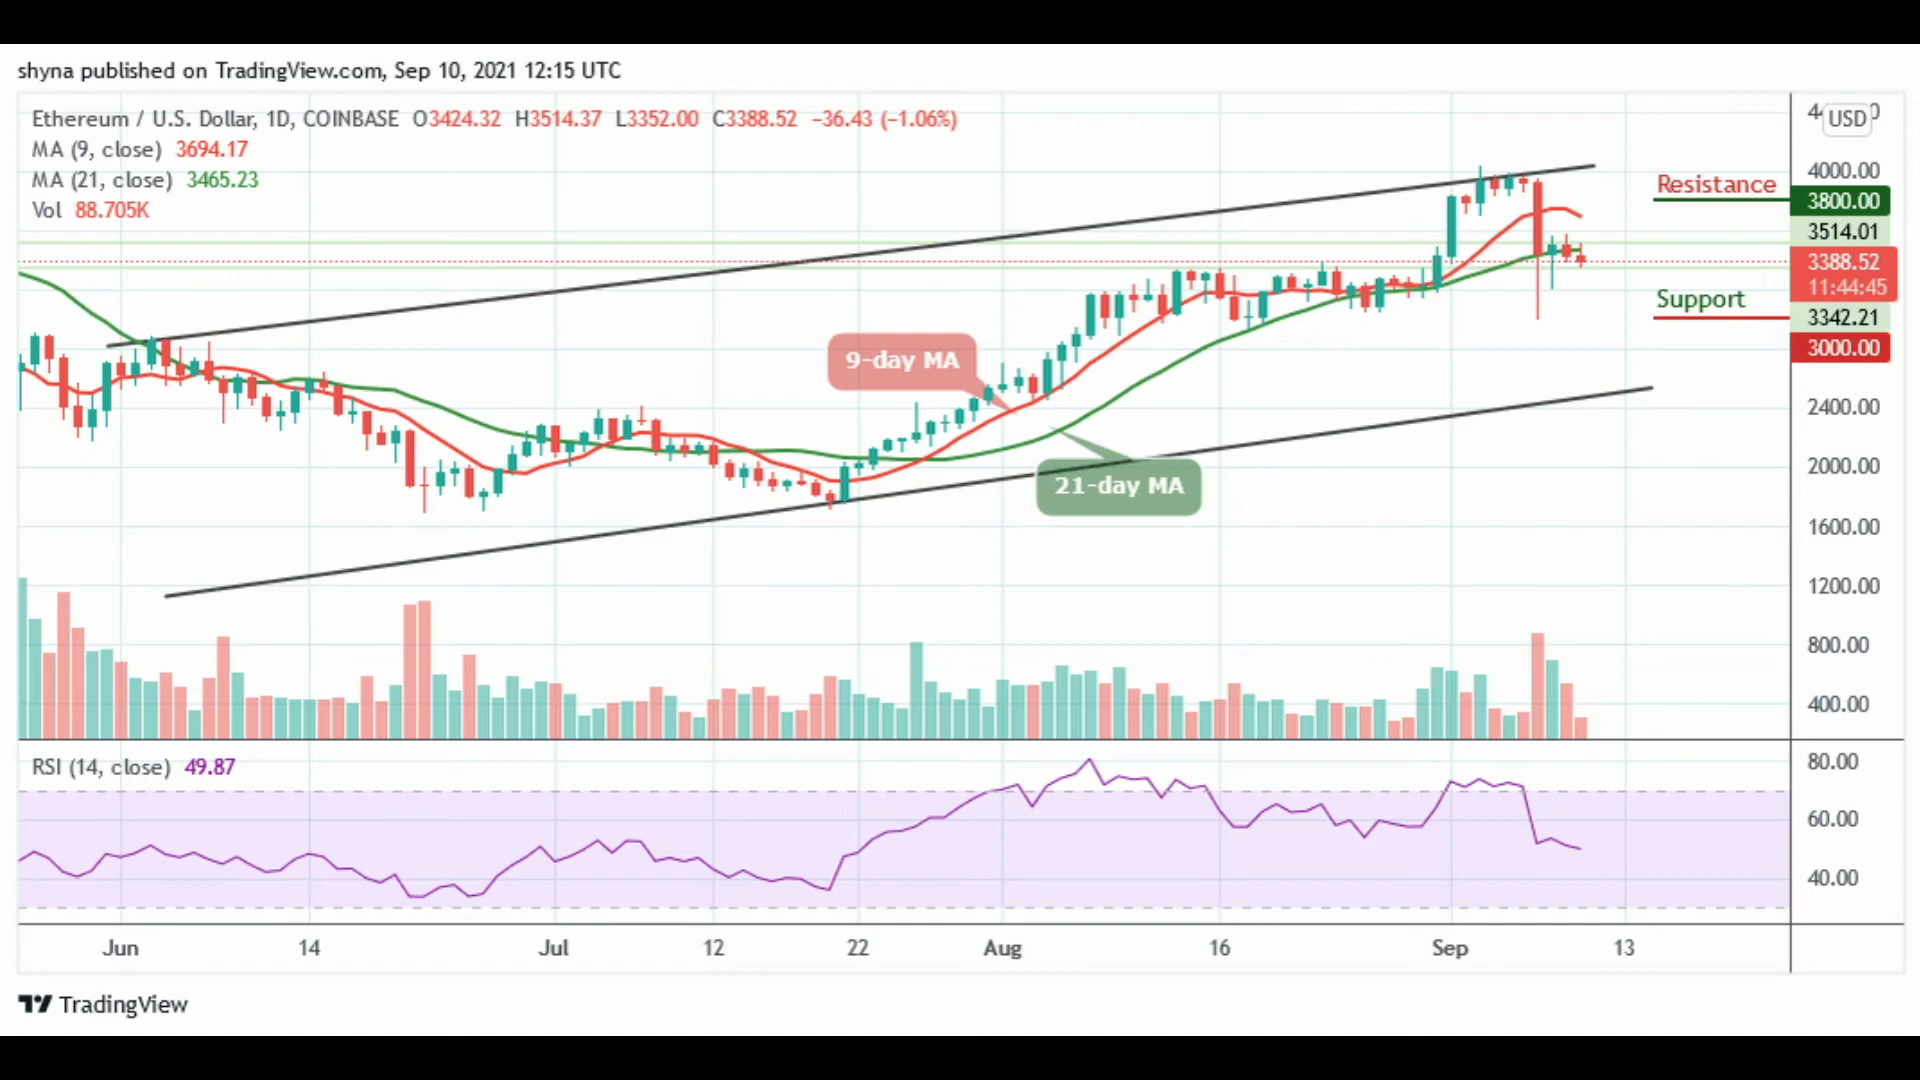 shyna published on TradingView.com, Sep 10, 2021 12:15 UTC
Ethereum / U.S. Dollar, 1D, COINBASE O3424.32 H3514.37 L3352.00 C3388.52 −36.43 (−1.06%)
MA (9, close) 3694.17
MA (21, close) 3465.23
Vol 88.705K
USD
4000.00
Resistance
3800.00
3514.01
3388.52
11:44:45
Support
3342.21
3000.00
9-day MA
2400.00
2000.00
21-day MA
1600.00
1200.00
800.00
400.00
RSI (14, close) 49.87
80.00
60.00
40.00
Jun 14 Jul 12 22 Aug 16 Sep 13
TradingView